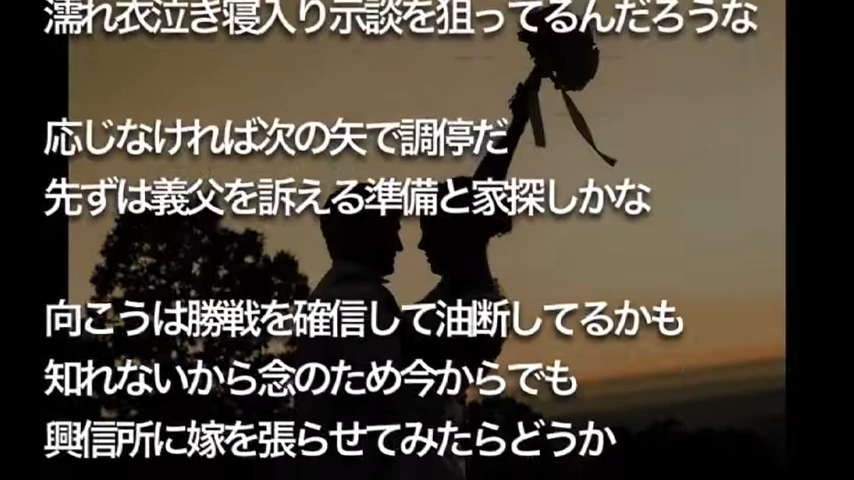 濡れ衣泣き寝入り示談を狙ってるんだろうな
応じなければ次の矢で調停だ
先ずは義父を訴える準備と家探しかな
向こうは勝戦を確信して油断してるかも
知れないから念のため今からでも
興信所に嫁を張らせてみたらどうか